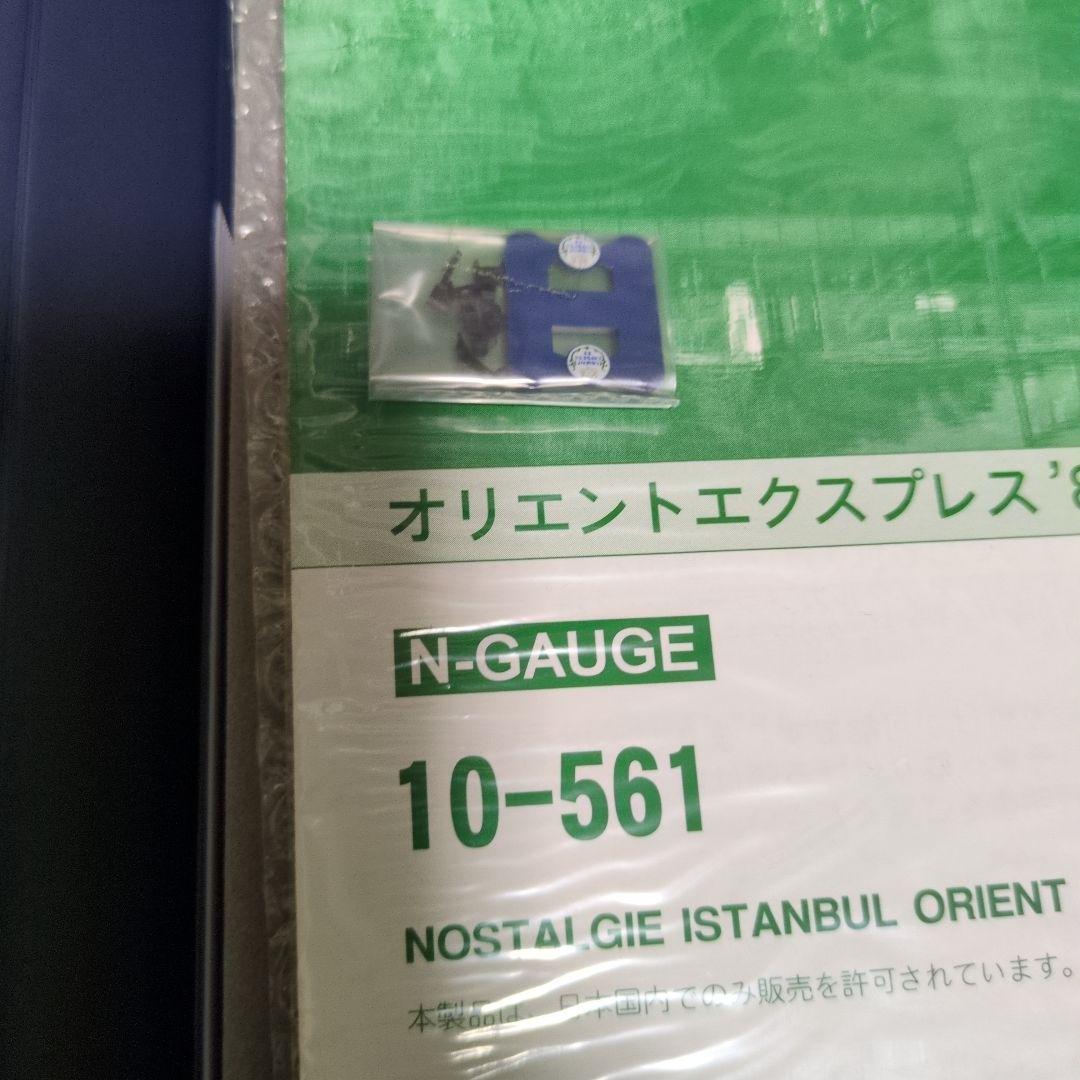 オリエントエクスプレス '8
N-GAUGE
10-561
NOSTALGIE ISTANBUL ORIENT
本製品は、日本国内でのみ販売を許可されています。